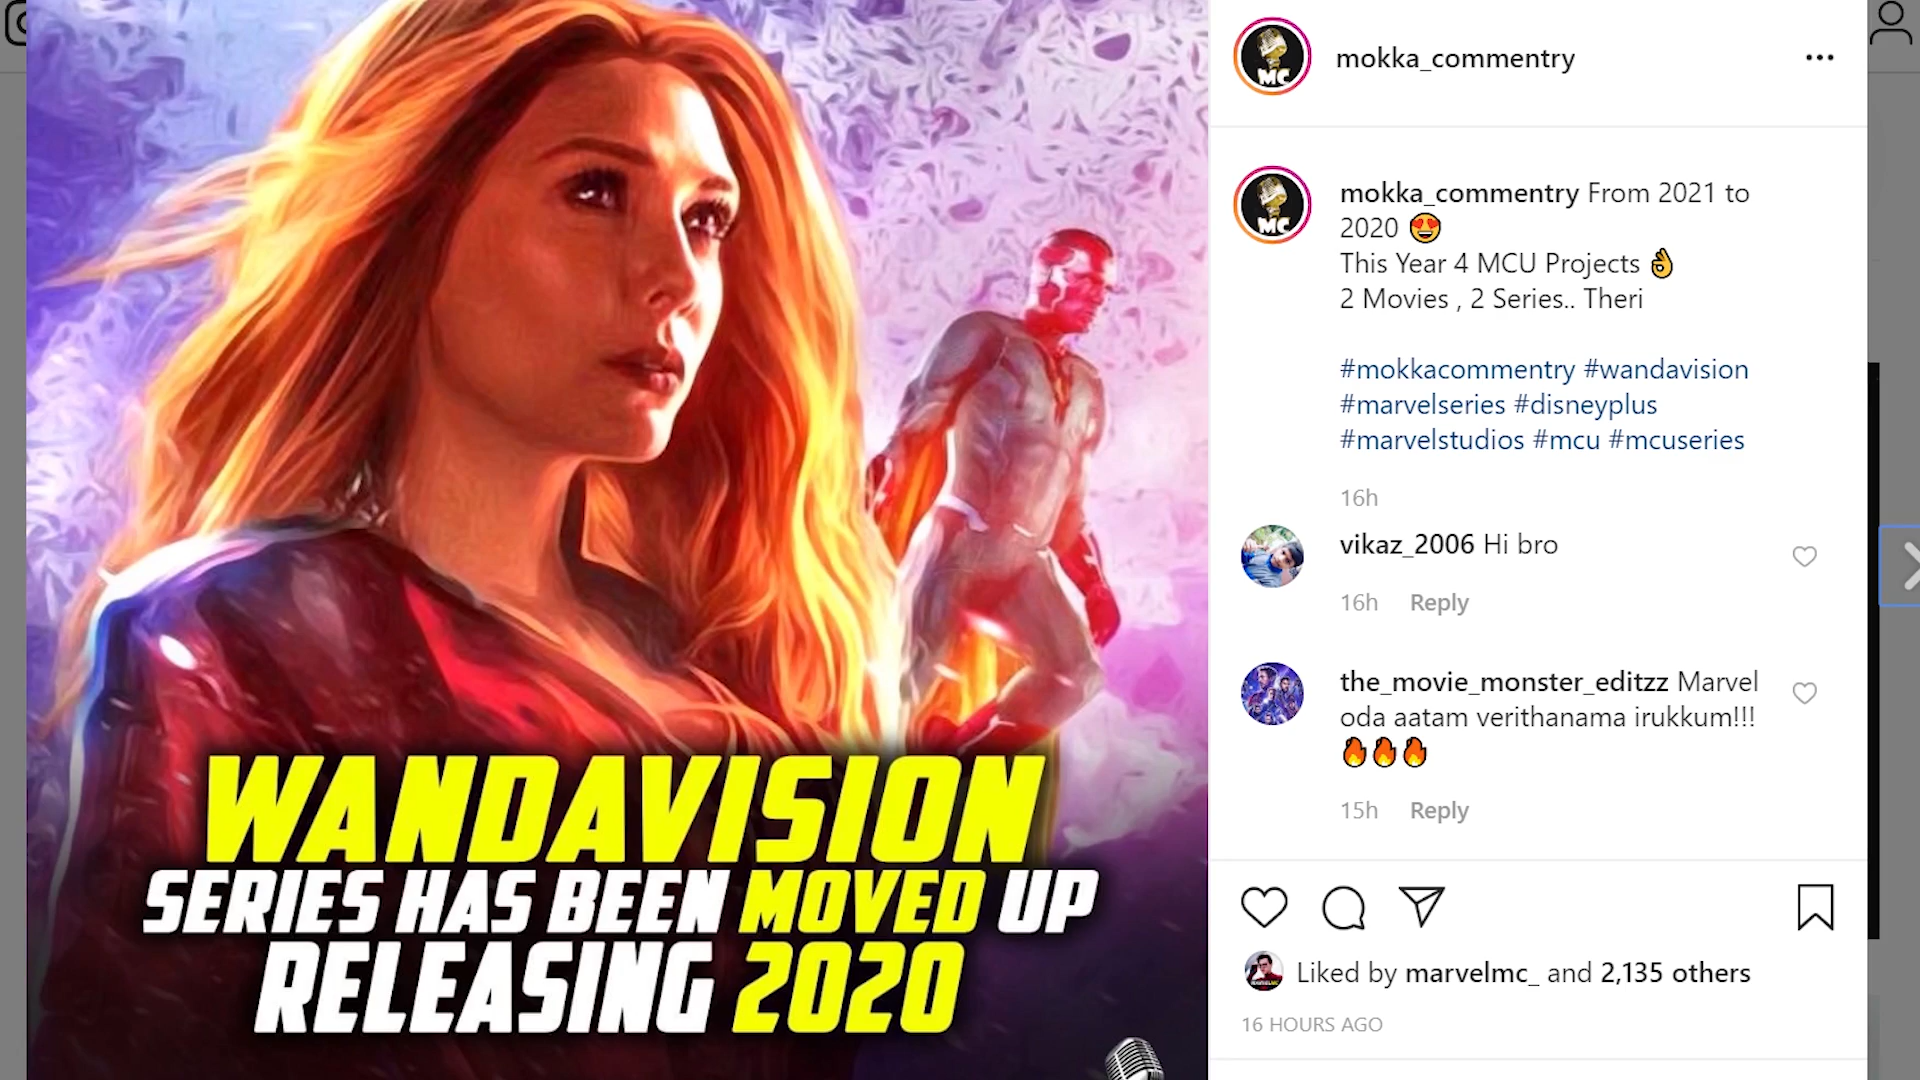 WANDAVISION
SERIES HAS BEEN MOVED UP
RELEASING 2020
MC
mokka_commentry
MC
mokka_commentry From 2021 to
2020 😍
This Year 4 MCU Projects 👌
2 Movies , 2 Series.. Theri
#mokkacommentry #wandavision
#marvelseries #disneyplus
#marvelstudios #mcu #mcuseries
16h
vikaz_2006 Hi bro
16h Reply
the_movie_monster_editzz Marvel
oda aatam verithanama irukkum!!!
🔥🔥🔥
15h Reply
Liked by marvelmc_ and 2,135 others
16 HOURS AGO